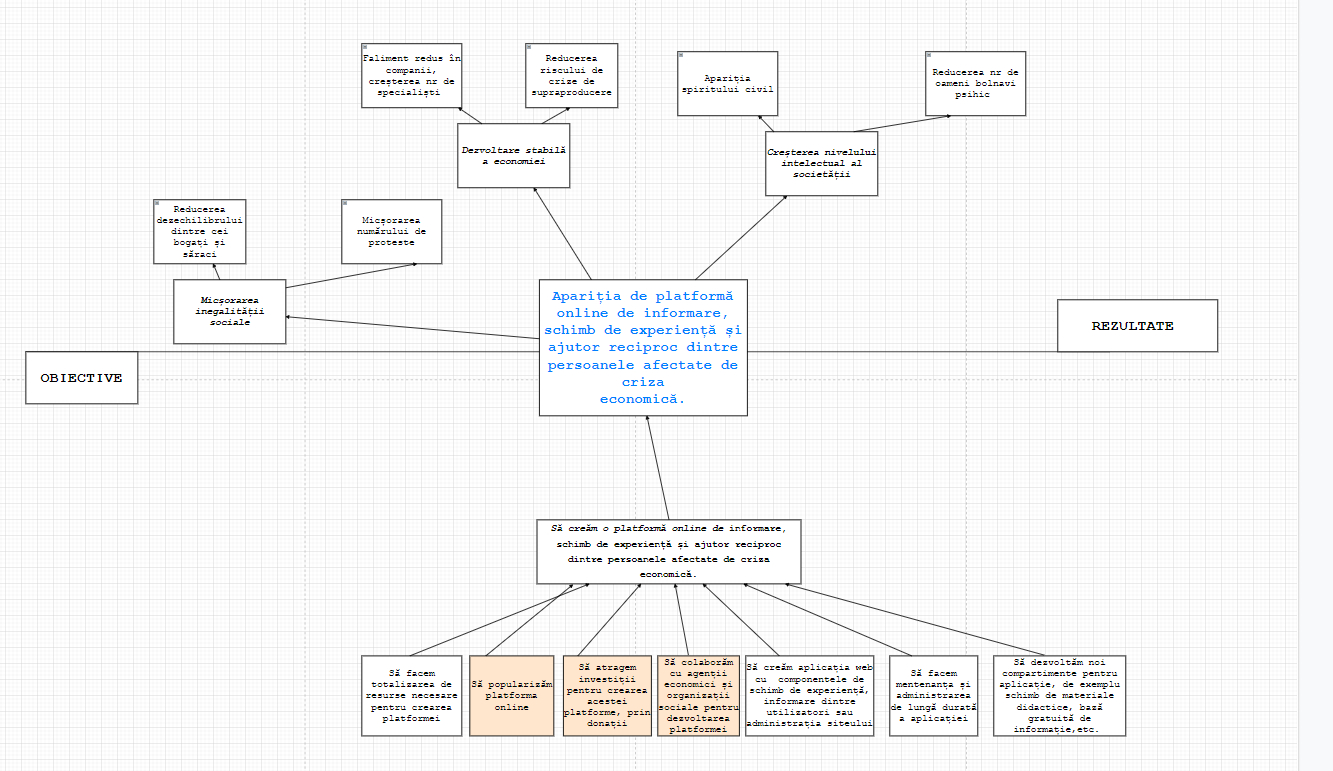 Faliment redus în
companii,
creșterea nr de
specialiști
Reducerea
riscului de
crize de
supraproducere
Apariția
spiritului civil
Reducerea nr de
oameni bolnavi
psihic
Dezvoltare stabilă
a economiei
Creșterea nivelului
intelectual al
societății
Reducerea
dezechilibrului
dintre cei
bogați și
săraci
Micșorarea
numărului de
proteste
Micșorarea
inegalității
sociale
Apariția de platformă
online de informare,
schimb de experiență și
ajutor reciproc dintre
persoanele afectate de
criza
economică.
REZULTATE
OBIECTIVE
Să creăm o platformă online de informare,
schimb de experiență și ajutor reciproc
dintre persoanele afectate de criza
economică.
Să facem
totalizarea de
resurse necesare
pentru crearea
platformei
Să popularizăm
platforma
online
Să atragem
investiții
pentru crearea
acestei
platforme, prin
donații
Să colaborăm
cu agenții
economici și
organizații
sociale pentru
dezvoltarea
platformei
Să creăm aplicația web
cu componentele de
schimb de experiență,
informare dintre
utilizatori sau
administrația siteului
Să facem
mentenanța și
administrarea
de lungă durată
a aplicației
Să dezvoltăm noi
compartimente pentru
aplicație, de exemplu
schimb de materiale
didactice, bază
gratuită de
informație,etc.